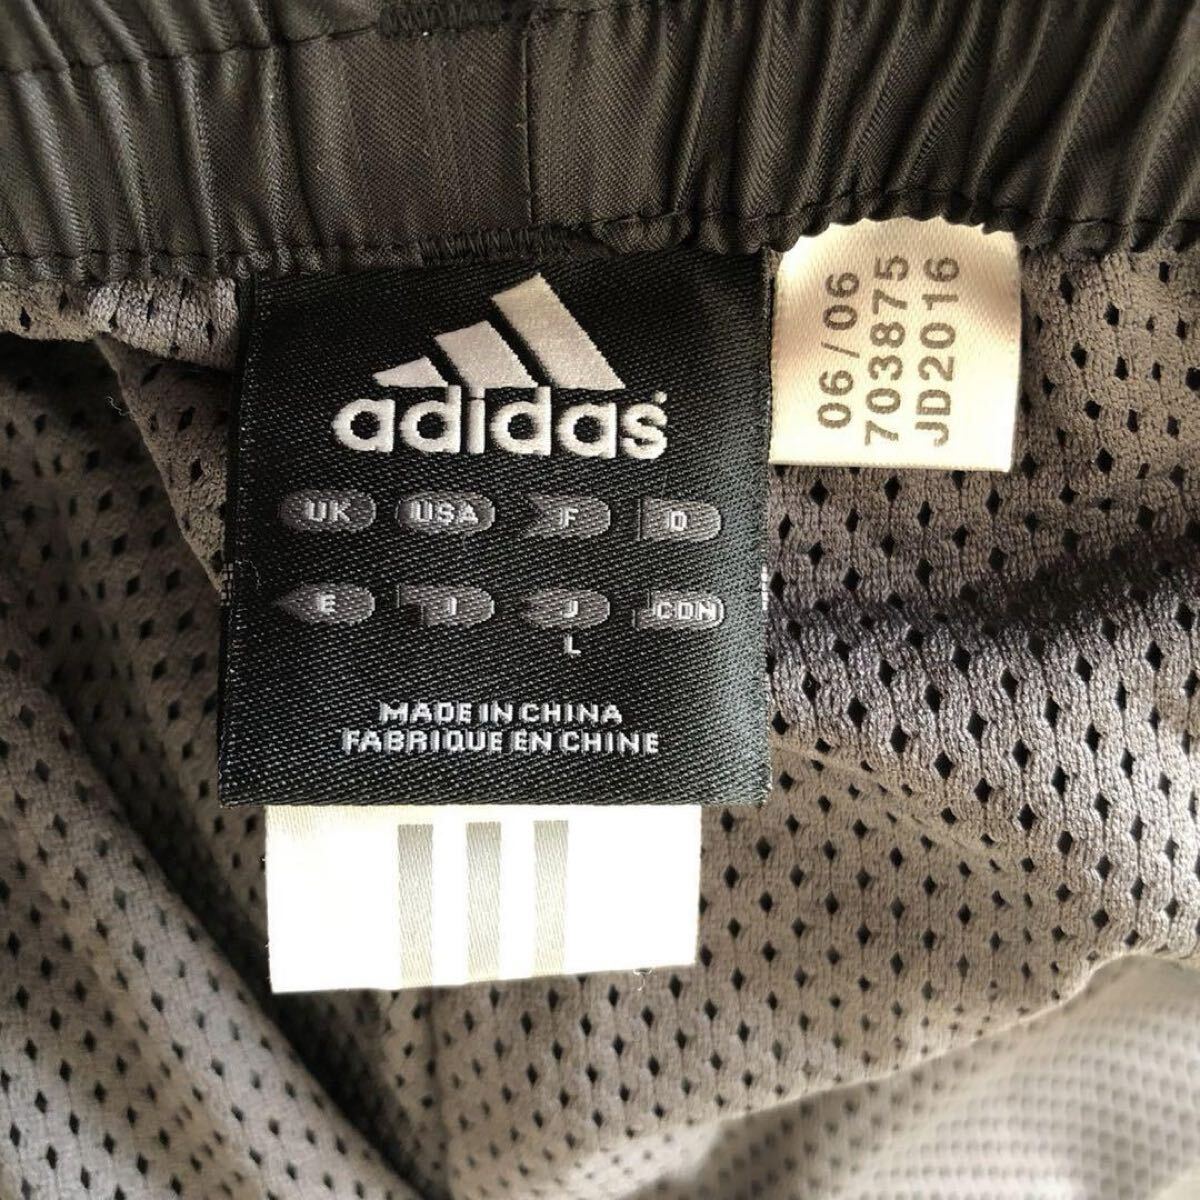 adidas
UK USA F D
E I J CDN
L
MADE IN CHINA
FABRIQUE EN CHINE
06/06
703875
JD2016